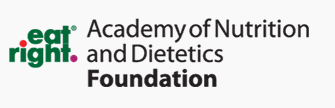 eat®
right.
Academy of Nutrition
and Dietetics
Foundation